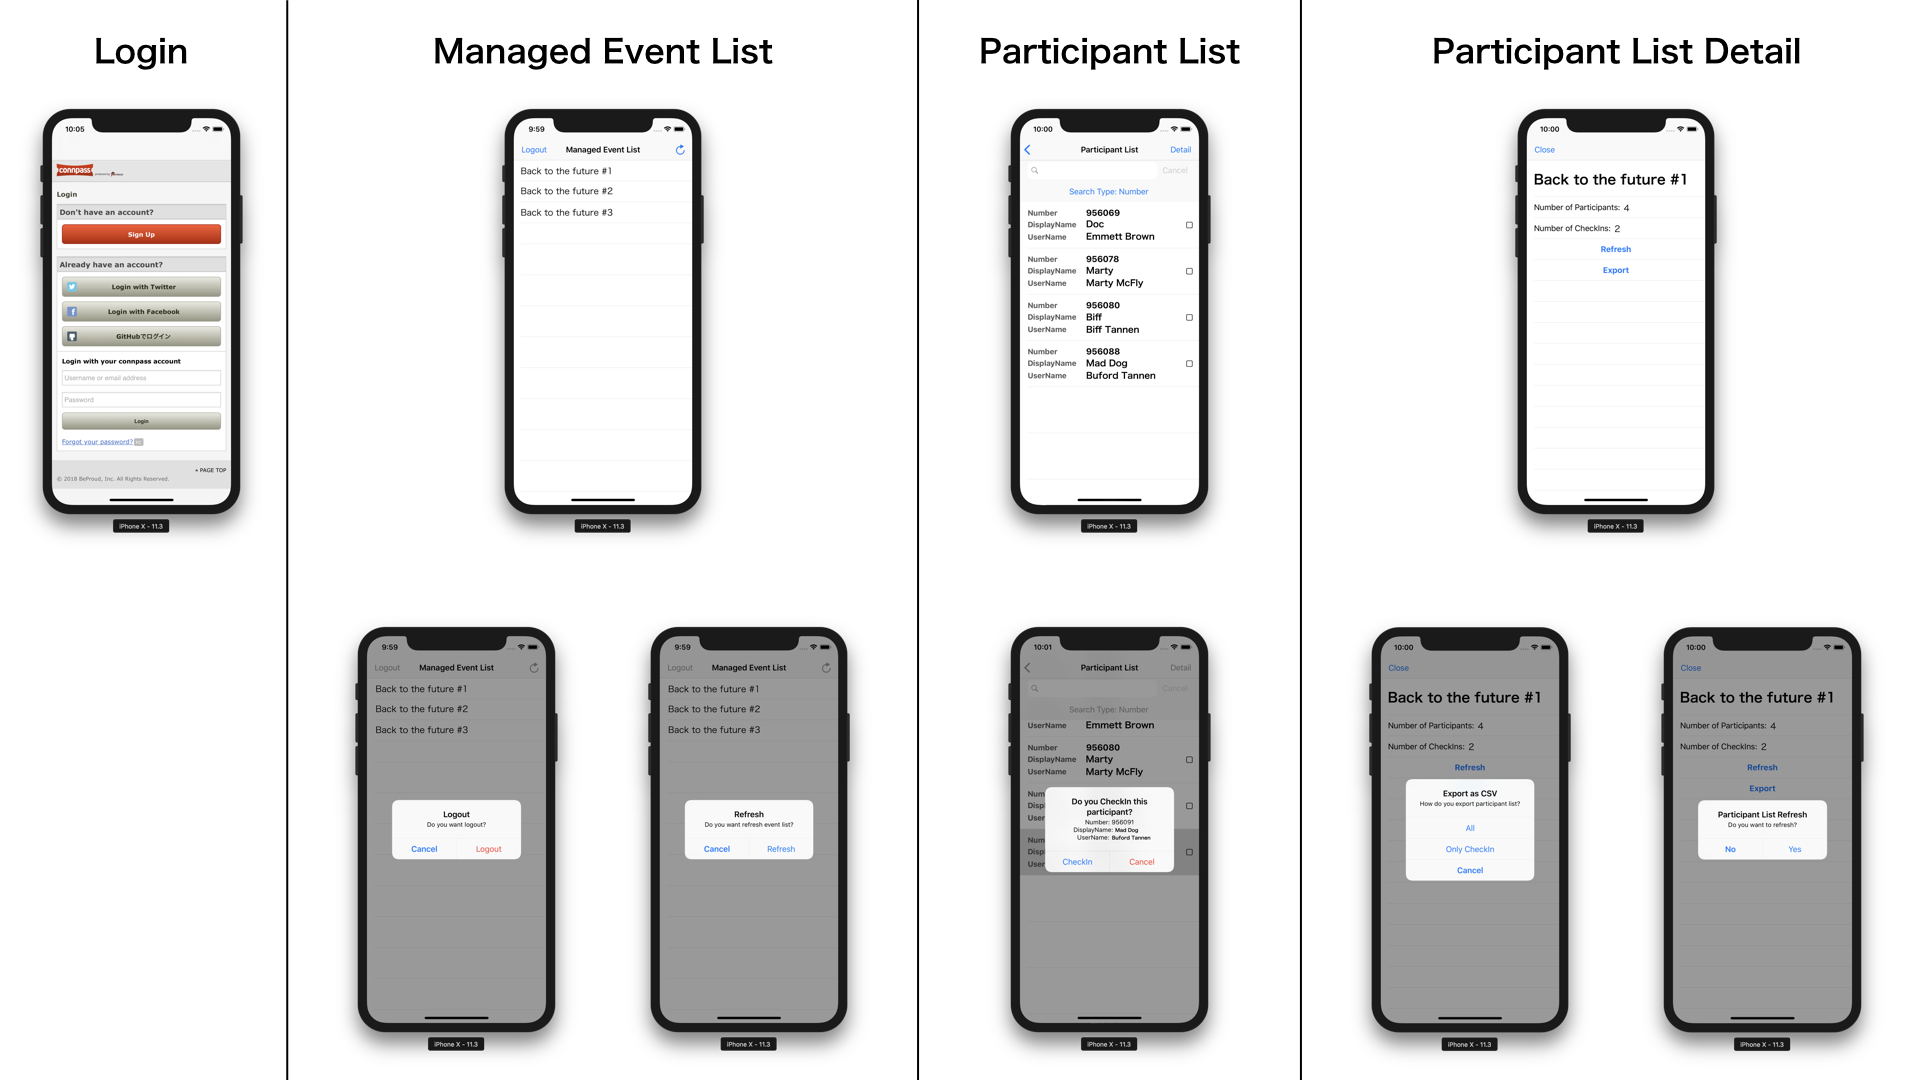 Login
10:05
connpass
Login
Don't have an account?
Sign Up
Already have an account?
Login with Twitter
Login with Facebook
GitHubでログイン
Login with your connpass account
Username or email address
Password
Login
Forgot your password?
PAGE TOP
© 2018 BeProud, Inc. All Rights Reserved.
iPhone X - 11.3
Managed Event List
9:59
Logout Managed Event List
Back to the future #1
Back to the future #2
Back to the future #3
iPhone X - 11.3
9:59
Logout Managed Event List
Back to the future #1
Back to the future #2
Back to the future #3
Logout
Do you want logout?
Cancel Logout
iPhone X - 11.3
9:59
Logout Managed Event List
Back to the future #1
Back to the future #2
Back to the future #3
Refresh
Do you want refresh event list?
Cancel Refresh
iPhone X - 11.3
Participant List
10:00
Participant List Detail
Cancel
Search Type: Number
Number 956069
DisplayName Doc
UserName Emmett Brown
Number 956078
DisplayName Marty
UserName Marty McFly
Number 956080
DisplayName Biff
UserName Biff Tannen
Number 956088
DisplayName Mad Dog
UserName Buford Tannen
iPhone X - 11.3
10:01
Participant List Detail
Cancel
Search Type: Number
UserName Emmett Brown
Number 956080
DisplayName Marty
UserName Marty McFly
Num
Displ
User
Num
Displ
User
Do you CheckIn this
participant?
Number: 956091
DisplayName: Mad Dog
UserName: Buford Tannen
CheckIn Cancel
iPhone X - 11.3
Participant List Detail
10:00
Close
Back to the future #1
Number of Participants: 4
Number of CheckIns: 2
Refresh
Export
iPhone X - 11.3
10:00
Close
Back to the future #1
Number of Participants: 4
Number of CheckIns: 2
Refresh
Export as CSV
How do you export participant list?
All
Only CheckIn
Cancel
iPhone X - 11.3
10:00
Close
Back to the future #1
Number of Participants: 4
Number of CheckIns: 2
Refresh
Export
Participant List Refresh
Do you want to refresh?
No Yes
iPhone X - 11.3